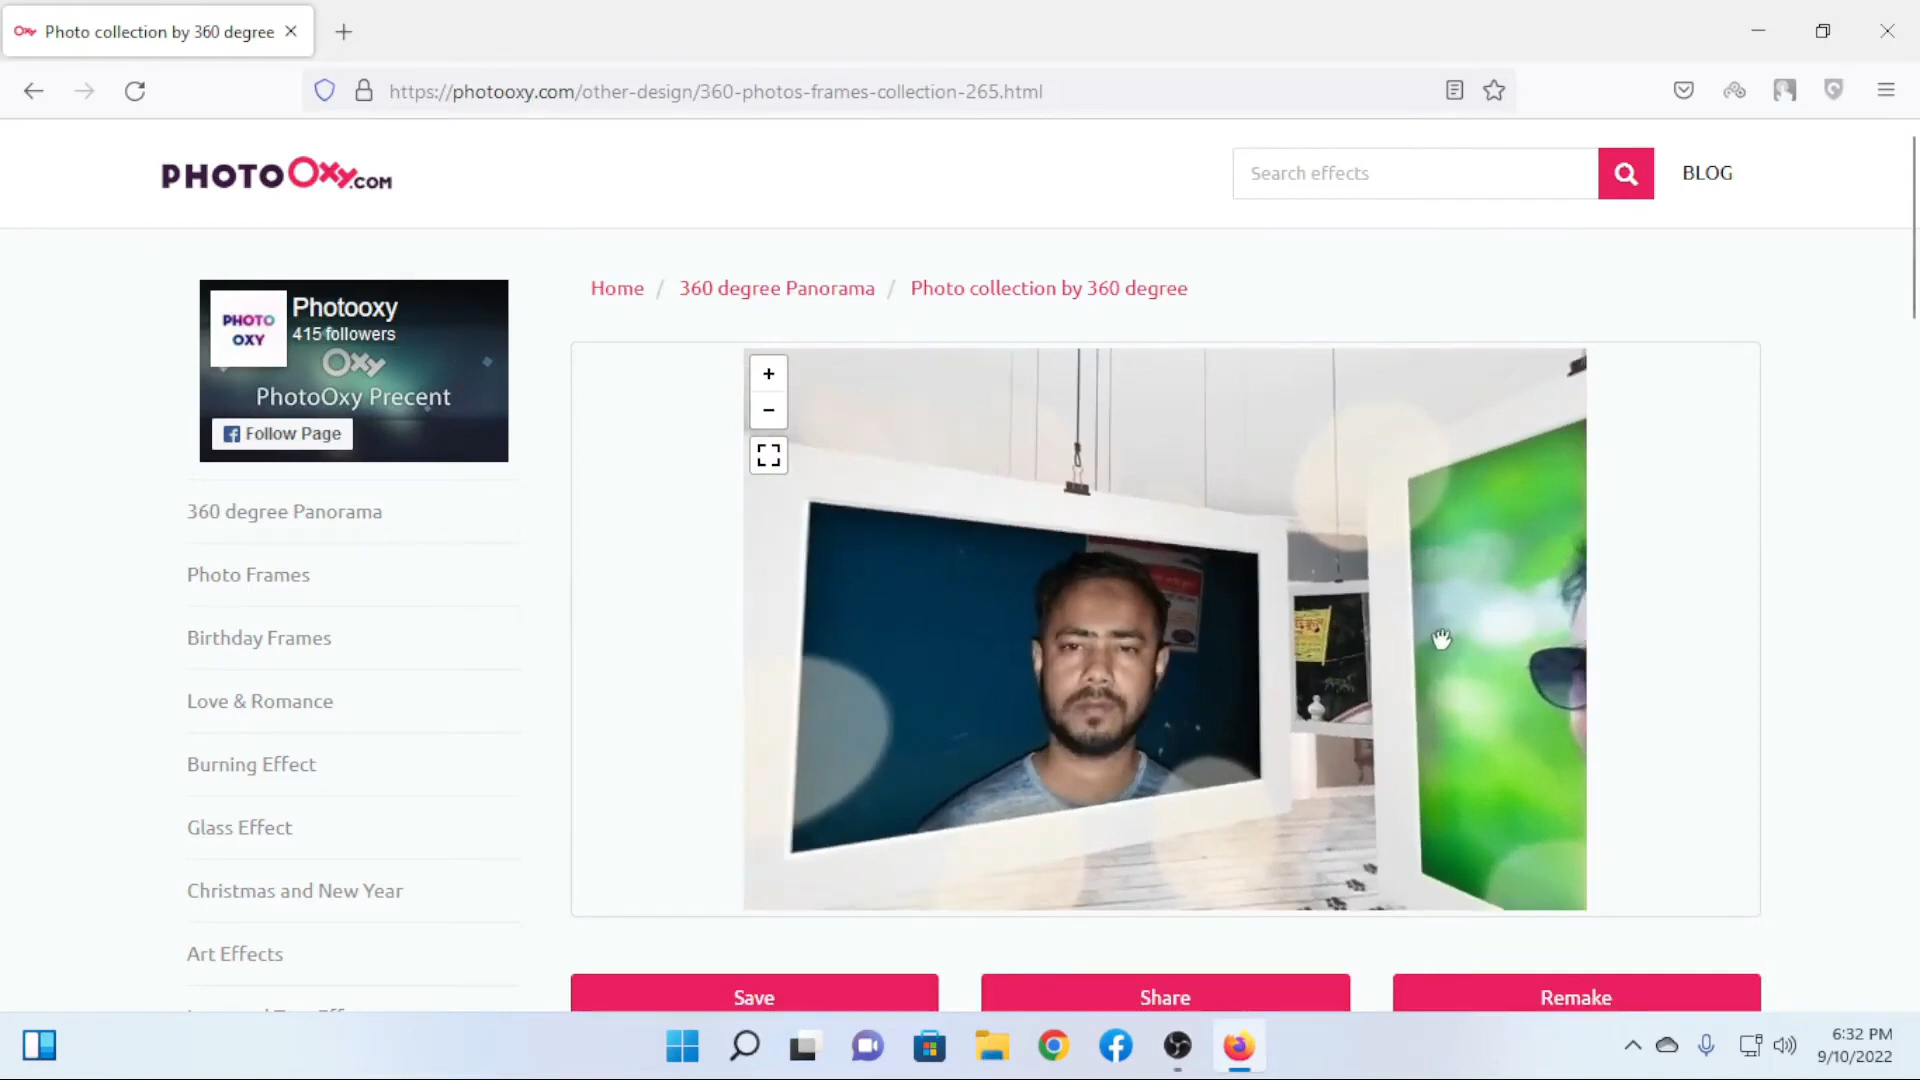 Photo collection by 360 degree
https://photooxy.com/other-design/360-photos-frames-collection-265.html
PHOTOOxy.COM
Search effects
BLOG
Home / 360 degree Panorama / Photo collection by 360 degree
PHOTO OXY
Photooxy
415 followers
Oxy
PhotoOxy Precent
Follow Page
+
−
360 degree Panorama
Photo Frames
Birthday Frames
Love & Romance
Burning Effect
Glass Effect
Christmas and New Year
Art Effects
Save
Share
Remake
6:32 PM
9/10/2022